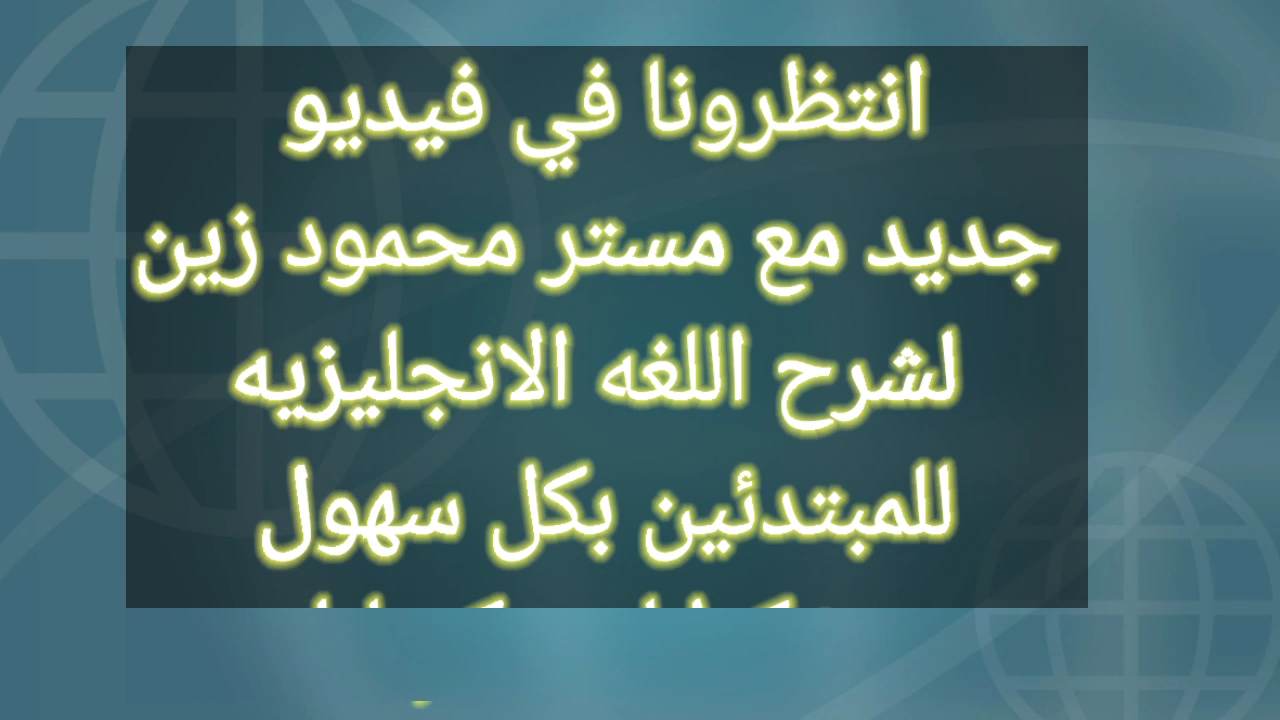 انتظرونا في فيديو
جديد مع مستر محمود زين
لشرح اللغه الانجليزيه
للمبتدئين بكل سهول